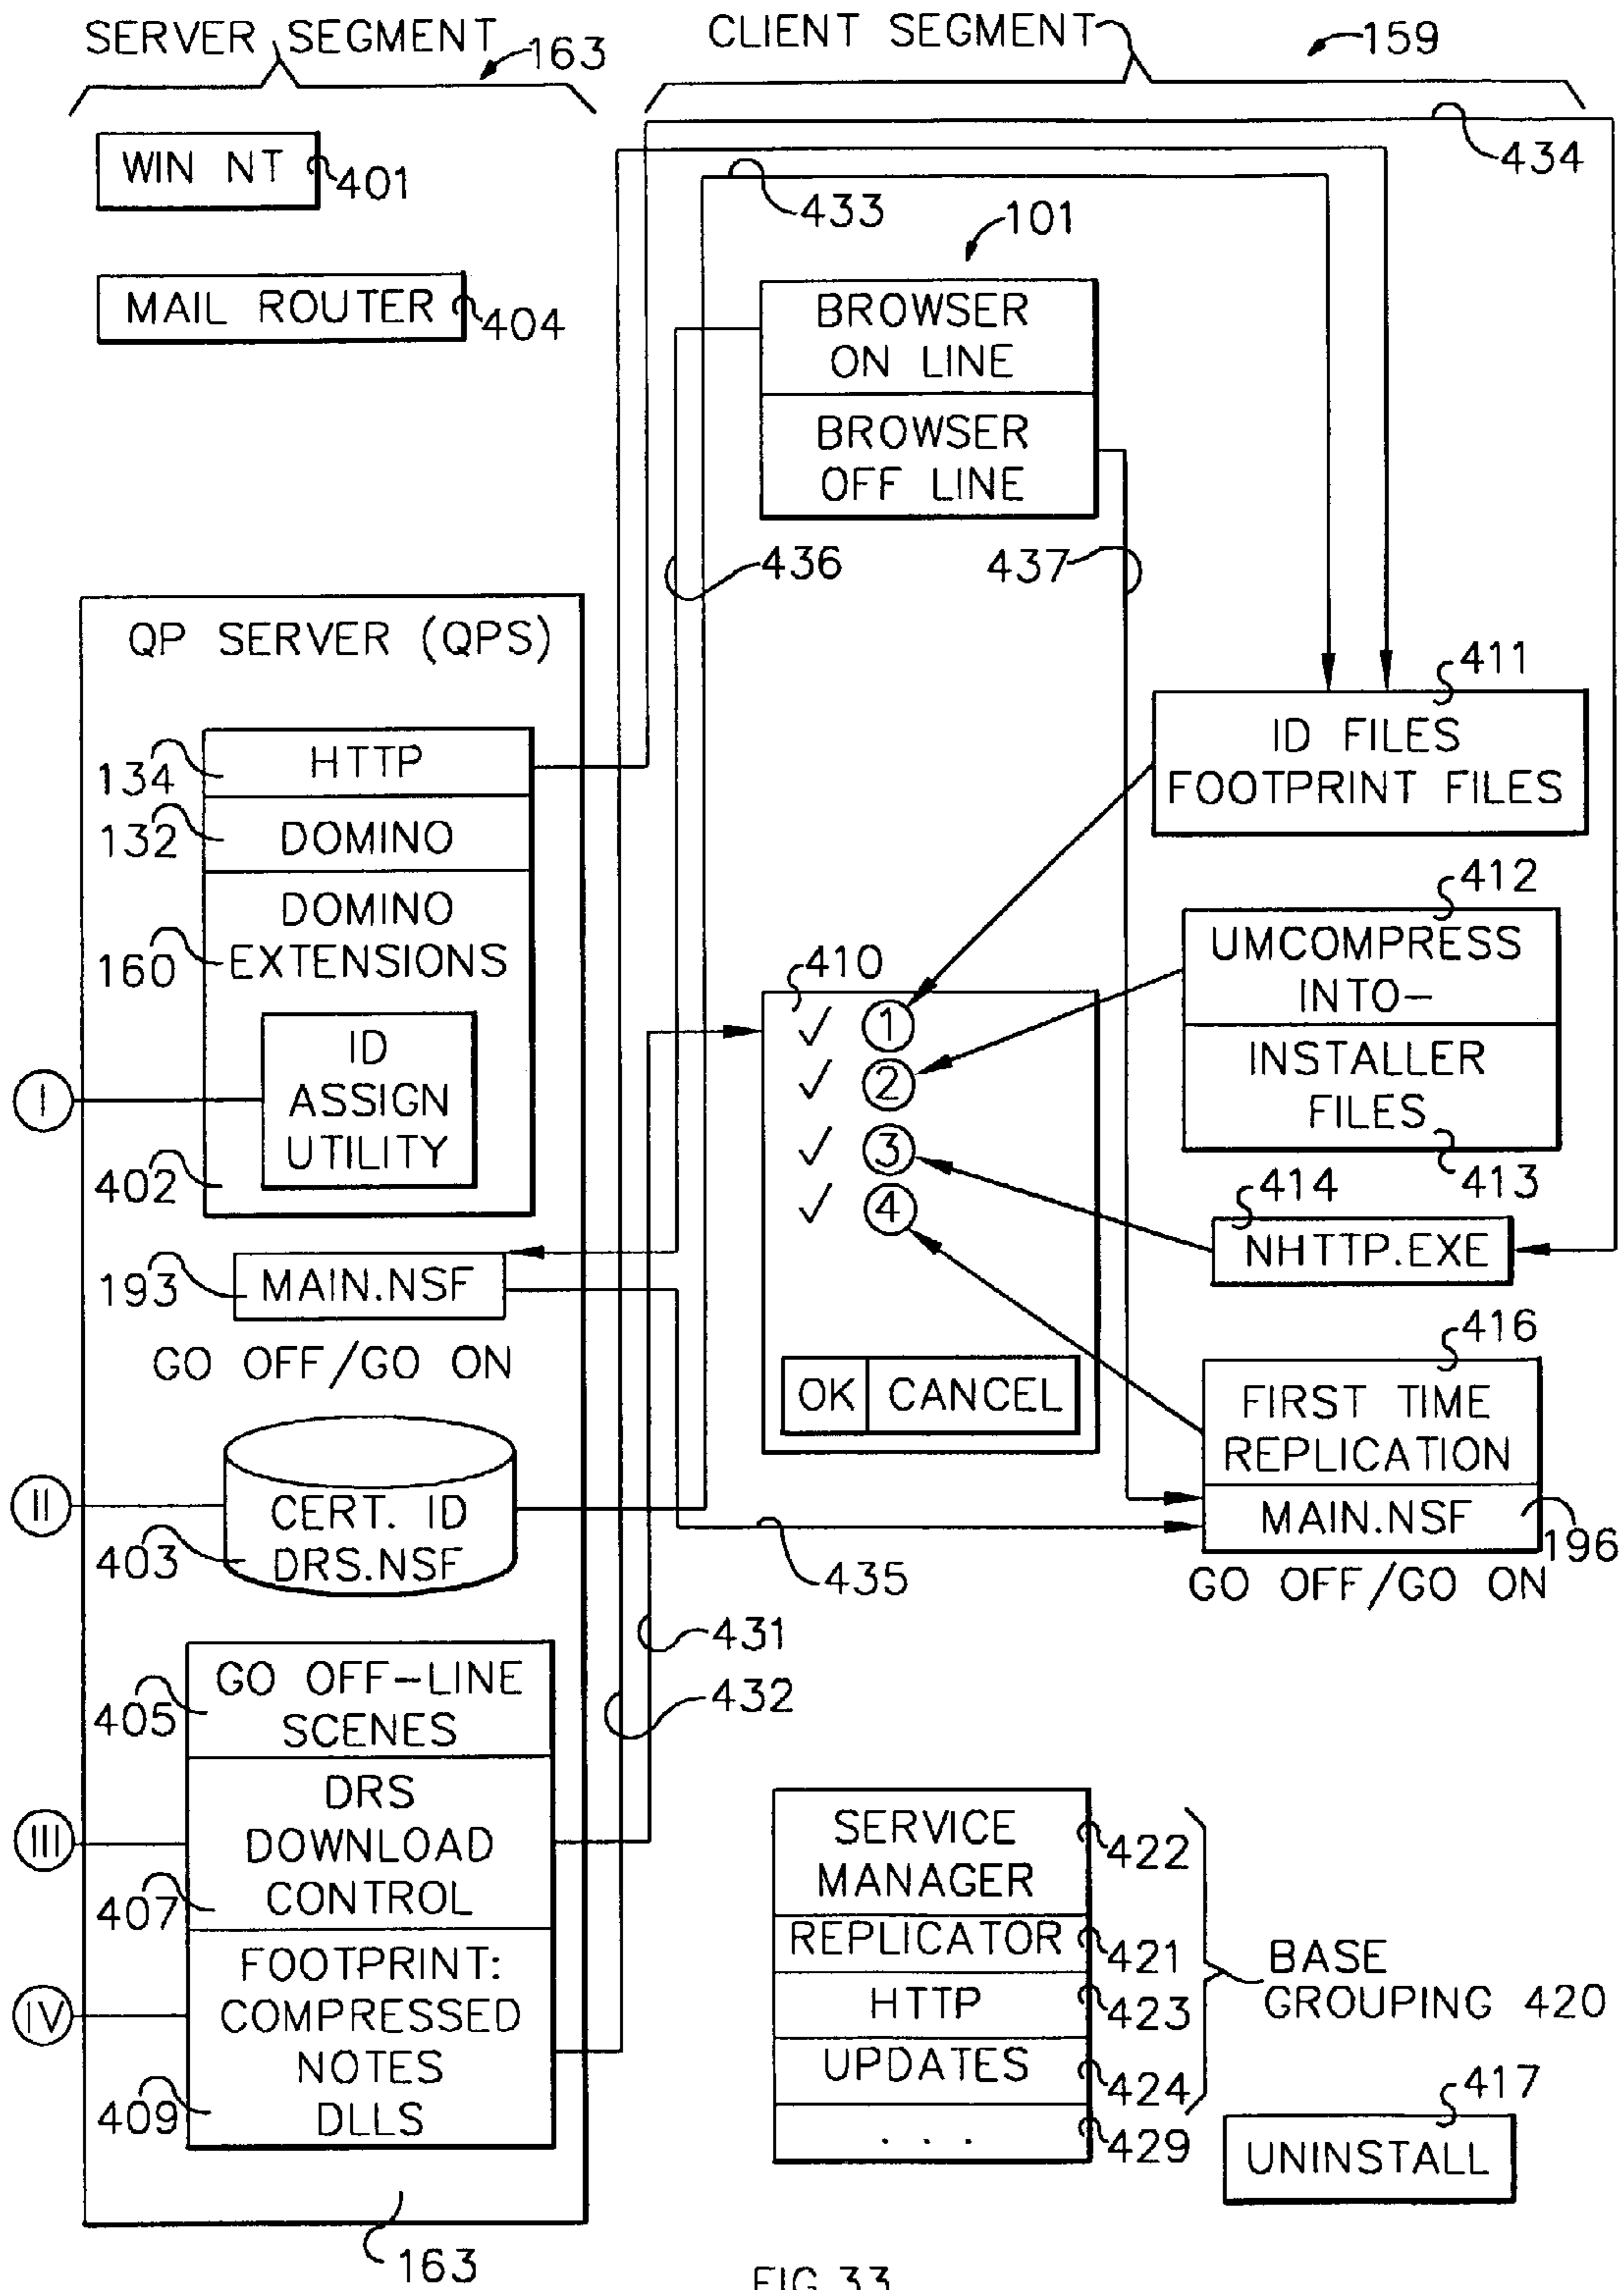 SERVER SEGMENT
163
CLIENT SEGMENT
159
WIN NT
401
434
433
MAIL ROUTER
404
101
BROWSER
ON LINE
BROWSER
OFF LINE
436
437
QP SERVER (QPS)
HTTP
134
DOMINO
132
DOMINO
EXTENSIONS
160
ID
ASSIGN
UTILITY
I
402
MAIN.NSF
193
GO OFF/GO ON
II
CERT. ID
DRS.NSF
403
GO OFF-LINE
SCENES
405
III
DRS
DOWNLOAD
CONTROL
407
IV
FOOTPRINT:
COMPRESSED
NOTES
DLLS
409
163
411
ID FILES
FOOTPRINT FILES
412
UMCOMPRESS
INTO-
INSTALLER
FILES
413
414
NHTTP.EXE
410
✓ 1
✓ 2
✓ 3
✓ 4
OK CANCEL
416
FIRST TIME
REPLICATION
MAIN.NSF
196
GO OFF/GO ON
435
431
432
SERVICE
MANAGER
422
REPLICATOR
421
HTTP
423
UPDATES
424
. . .
429
BASE
GROUPING 420
417
UNINSTALL
FIG.33